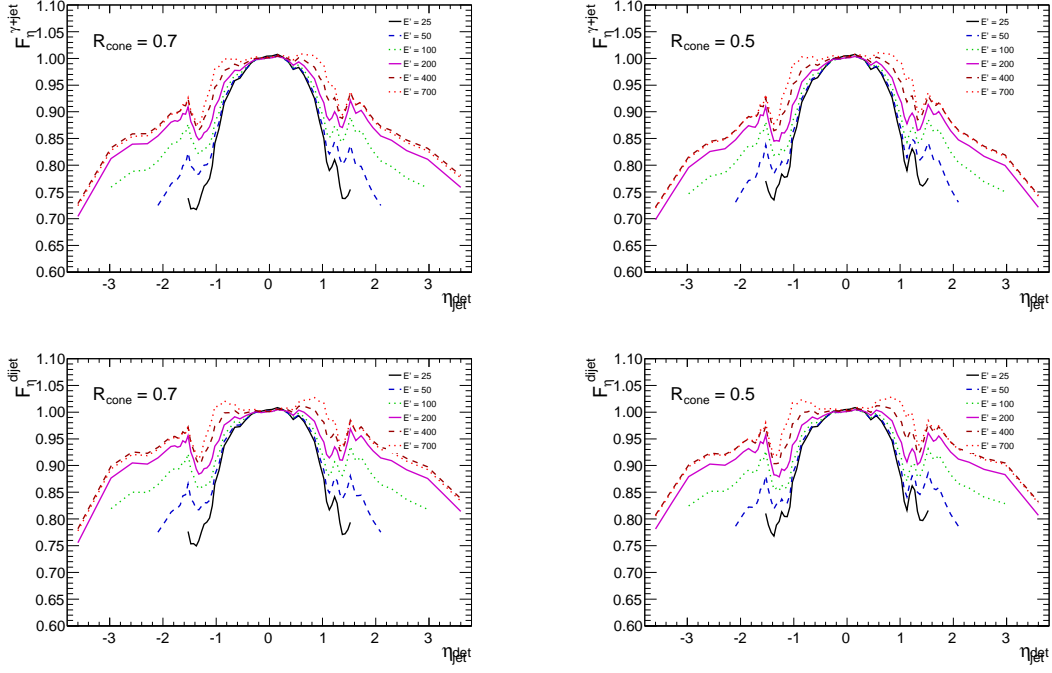 F_η^γ+jet
R_cone = 0.7
E' = 25
E' = 50
E' = 100
E' = 200
E' = 400
E' = 700
1.10
1.05
1.00
0.95
0.90
0.85
0.80
0.75
0.70
0.65
0.60
-3 -2 -1 0 1 2 3
η_jet^det
F_η^γ+jet
R_cone = 0.5
E' = 25
E' = 50
E' = 100
E' = 200
E' = 400
E' = 700
1.10
1.05
1.00
0.95
0.90
0.85
0.80
0.75
0.70
0.65
0.60
-3 -2 -1 0 1 2 3
η_jet^det
F_η^dijet
R_cone = 0.7
E' = 25
E' = 50
E' = 100
E' = 200
E' = 400
E' = 700
1.10
1.05
1.00
0.95
0.90
0.85
0.80
0.75
0.70
0.65
0.60
-3 -2 -1 0 1 2 3
η_jet^det
F_η^dijet
R_cone = 0.5
E' = 25
E' = 50
E' = 100
E' = 200
E' = 400
E' = 700
1.10
1.05
1.00
0.95
0.90
0.85
0.80
0.75
0.70
0.65
0.60
-3 -2 -1 0 1 2 3
η_jet^det